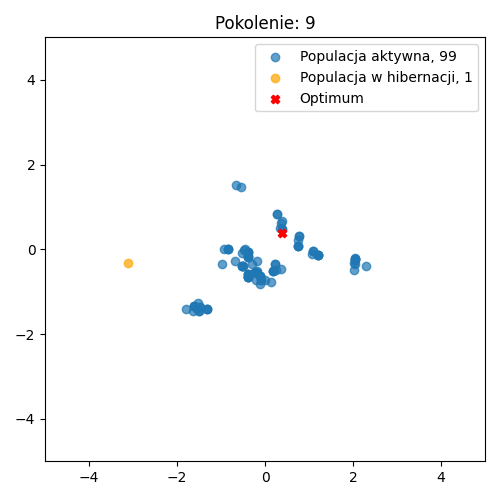 Pokolenie: 9
Populacja aktywna, 99
Populacja w hibernacji, 1
Optimum
4
2
0
−2
−4
−4
−2
0
2
4